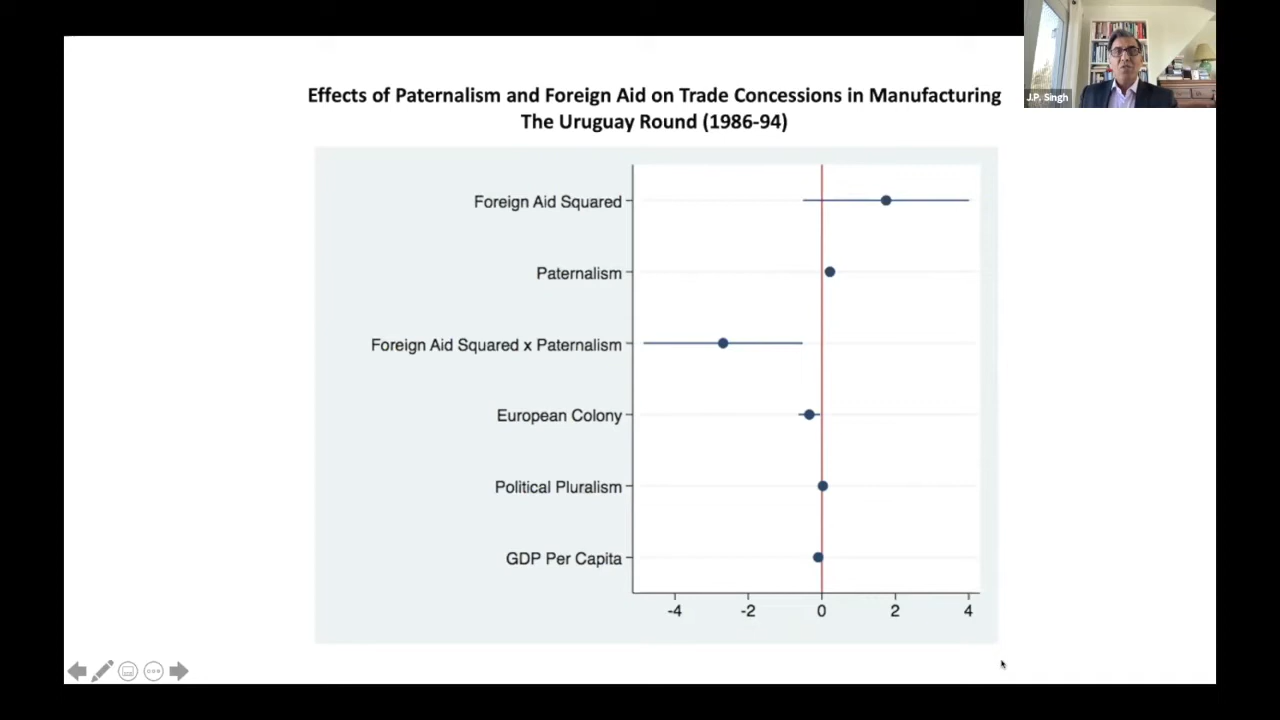 J.P. Singh
Effects of Paternalism and Foreign Aid on Trade Concessions in Manufacturing
The Uruguay Round (1986-94)
Foreign Aid Squared
Paternalism
Foreign Aid Squared x Paternalism
European Colony
Political Pluralism
GDP Per Capita
-4 -2 0 2 4